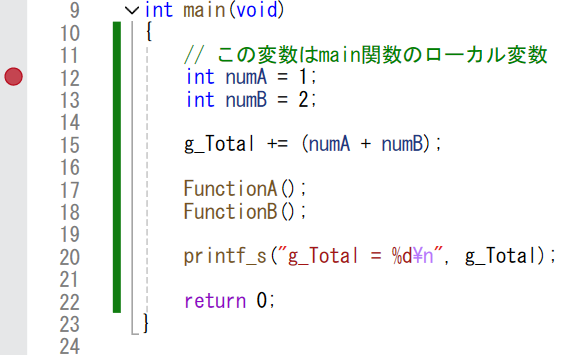 9 int main(void)
10 {
11 // この変数はmain関数のローカル変数
12 int numA = 1;
13 int numB = 2;
14
15 g_Total += (numA + numB);
16
17 FunctionA();
18 FunctionB();
19
20 printf_s("g_Total = %d¥n", g_Total);
21
22 return 0;
23 }
24